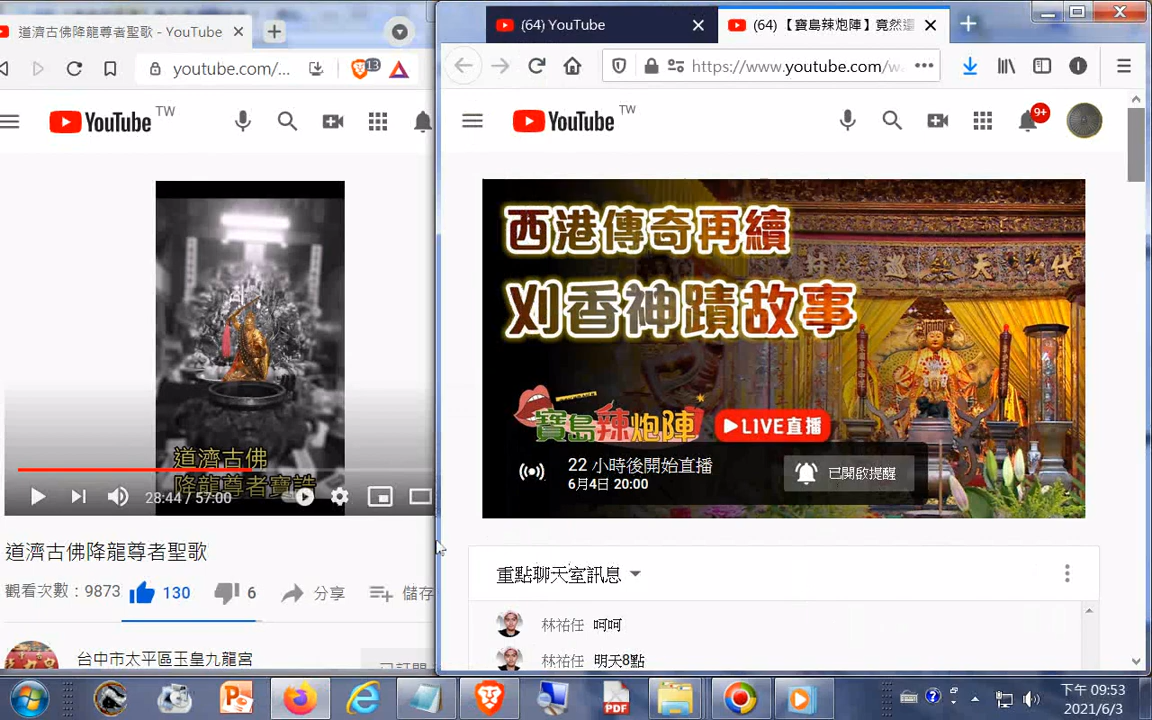 道濟古佛降龍尊者聖歌 - YouTube
youtube.com/...
13
YouTube TW
道濟古佛
降龍尊者寶誥
28:44 / 57:00
道濟古佛降龍尊者聖歌
觀看次數：9873
130
6
分享
儲存
台中市太平區玉皇九龍宮
已訂閱
(64) YouTube
(64) 【寶島辣炮陣】竟然還
https://www.youtube.com/w
YouTube TW
9+
西港傳奇再續
刈香神蹟故事
寶島辣炮陣
LIVE直播
22 小時後開始直播
6月4日 20:00
已開啟提醒
重點聊天室訊息
林祐任 呵呵
林祐任 明天8點
PDF
下午 09:53
2021/6/3